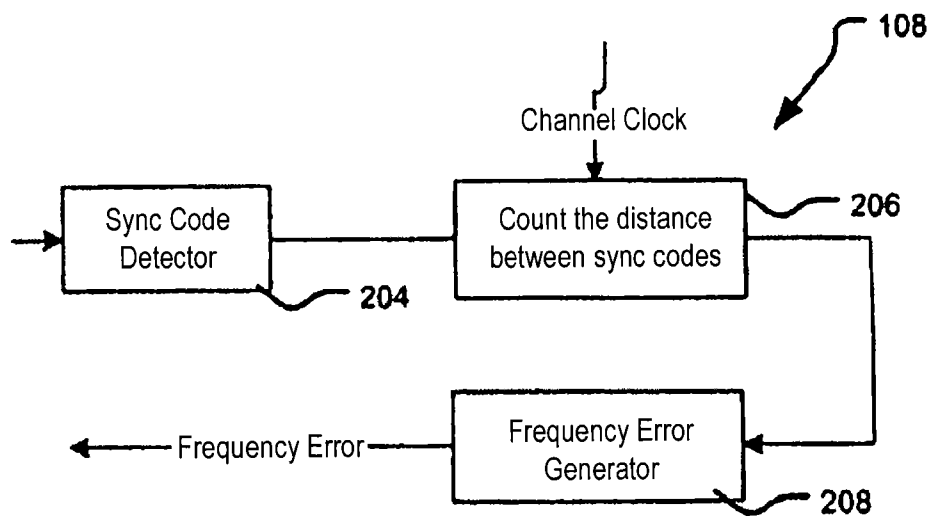 108
Channel Clock
Sync Code
Detector
204
Count the distance
between sync codes
206
Frequency Error
Frequency Error
Generator
208